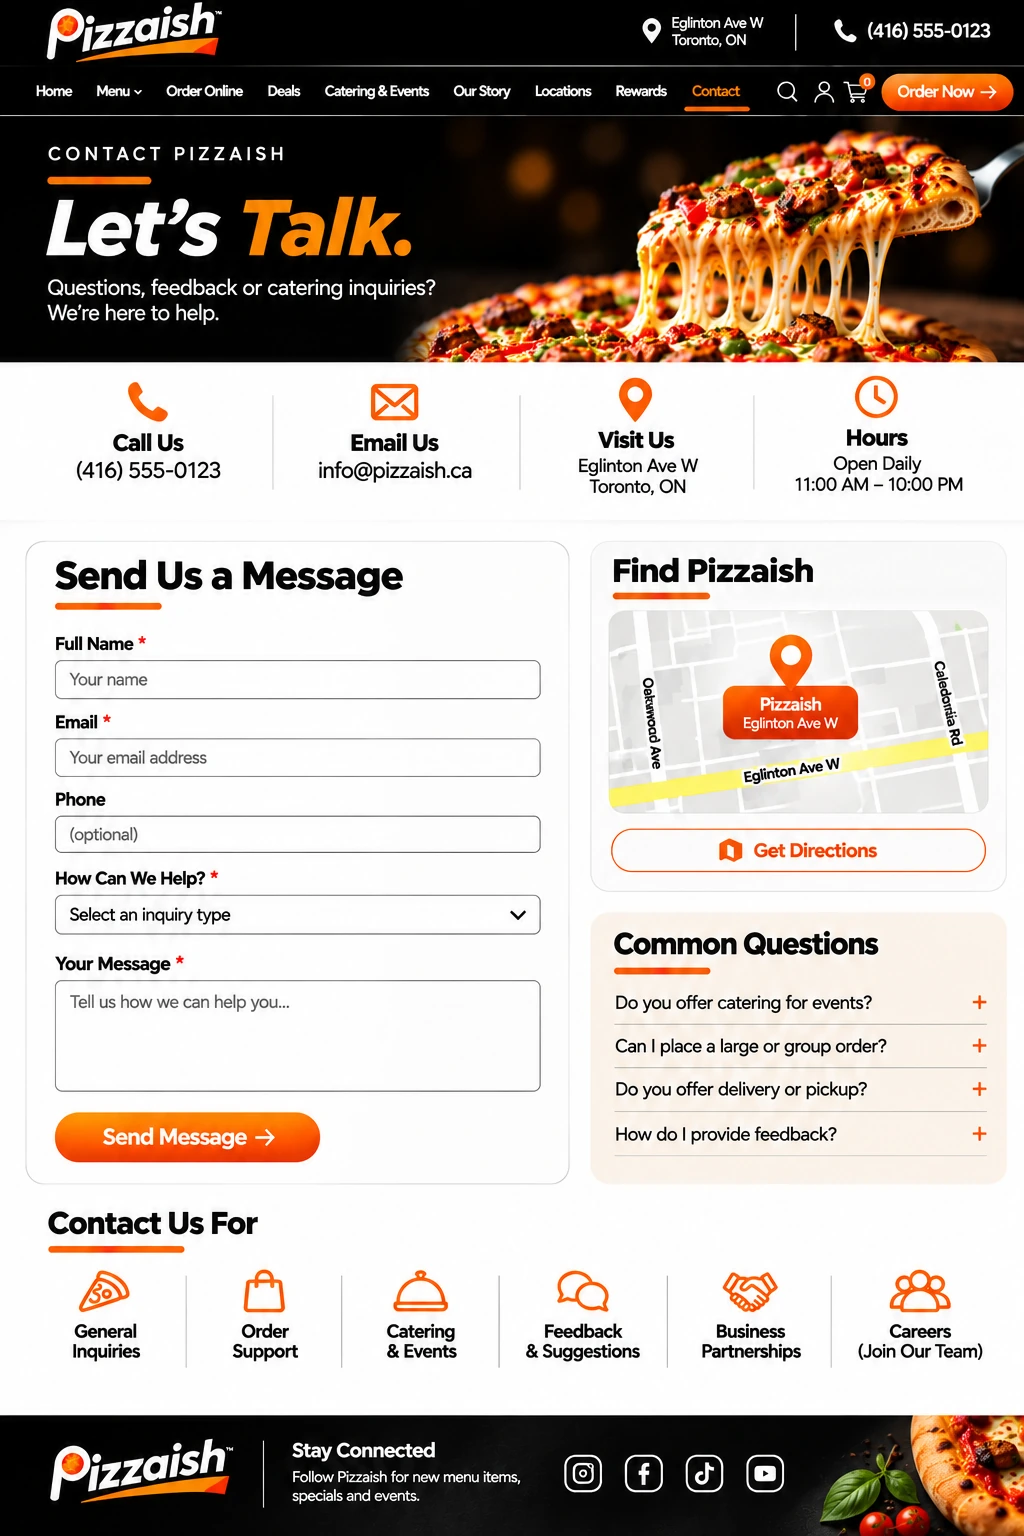 Pizzaish™
Eglinton Ave W
Toronto, ON
(416) 555-0123
Home
Menu
Order Online
Deals
Catering & Events
Our Story
Locations
Rewards
Contact
0
Order Now →
CONTACT PIZZAISH
Let's Talk.
Questions, feedback or catering inquiries?
We're here to help.
Call Us
(416) 555-0123
Email Us
info@pizzaish.ca
Visit Us
Eglinton Ave W
Toronto, ON
Hours
Open Daily
11:00 AM – 10:00 PM
Send Us a Message
Full Name *
Your name
Email *
Your email address
Phone
(optional)
How Can We Help? *
Select an inquiry type
Your Message *
Tell us how we can help you...
Send Message →
Find Pizzaish
Pizzaish
Eglinton Ave W
Eglinton Ave W
Get Directions
Common Questions
Do you offer catering for events? +
Can I place a large or group order? +
Do you offer delivery or pickup? +
How do I provide feedback? +
Contact Us For
General
Inquiries
Order
Support
Catering
& Events
Feedback
& Suggestions
Business
Partnerships
Careers
(Join Our Team)
Pizzaish™
Stay Connected
Follow Pizzaish for new menu items,
specials and events.